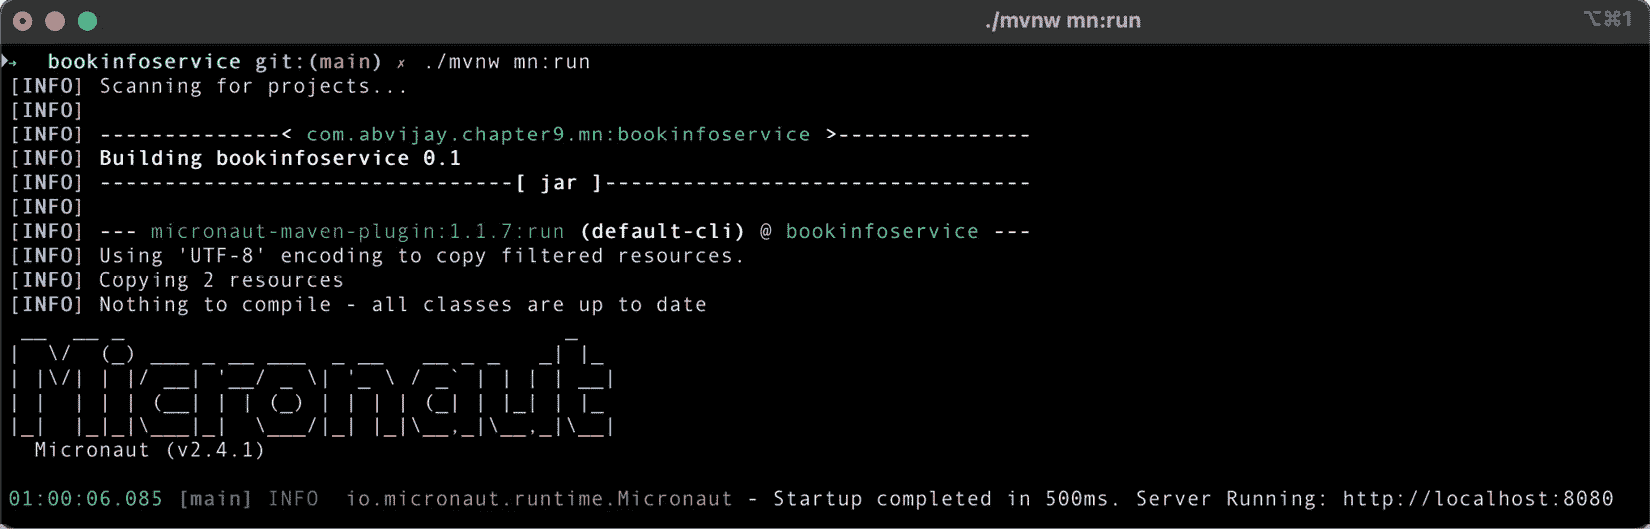 ./mvnw mn:run
⌥⌘1
→ bookinfoservice git:(main) ✗ ./mvnw mn:run
[INFO] Scanning for projects...
[INFO]
[INFO] --------------< com.abvijay.chapter9.mn:bookinfoservice >---------------
[INFO] Building bookinfoservice 0.1
[INFO] --------------------------------[ jar ]---------------------------------
[INFO]
[INFO] --- micronaut-maven-plugin:1.1.7:run (default-cli) @ bookinfoservice ---
[INFO] Using 'UTF-8' encoding to copy filtered resources.
[INFO] Copying 2 resources
[INFO] Nothing to compile - all classes are up to date
Micronaut
Micronaut (v2.4.1)
01:00:06.085 [main] INFO io.micronaut.runtime.Micronaut - Startup completed in 500ms. Server Running: http://localhost:8080